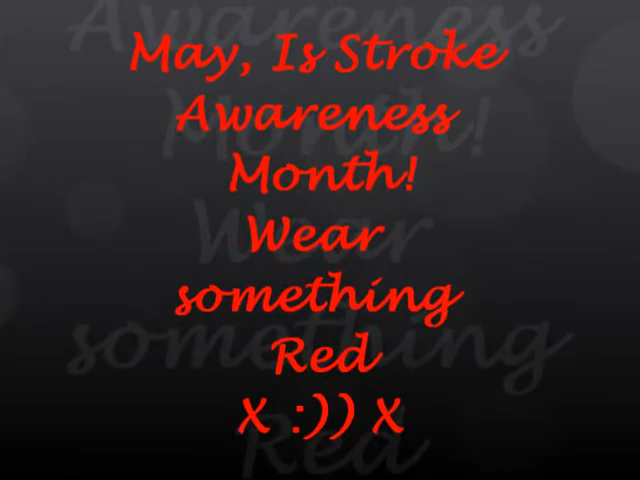 May, Is Stroke
Awareness
Month!
Wear
something
Red
X :)) X